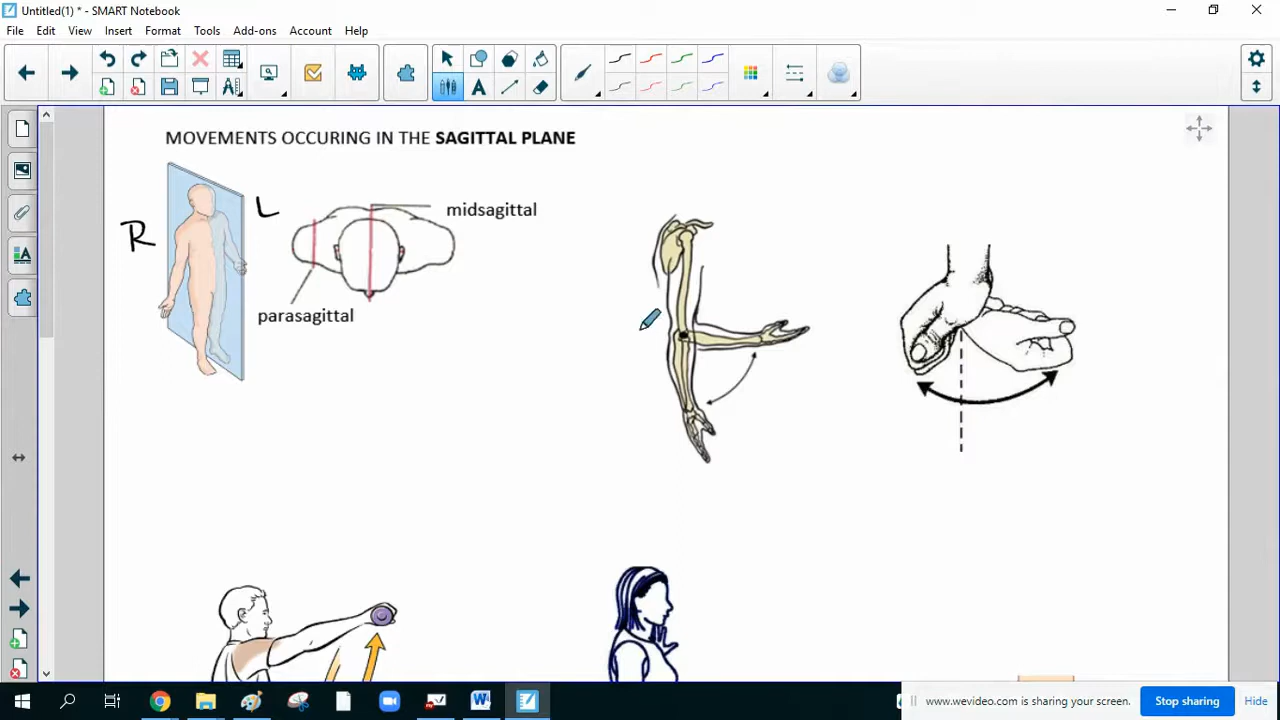 Untitled(1) * - SMART Notebook
File Edit View Insert Format Tools Add-ons Account Help
MOVEMENTS OCCURING IN THE SAGITTAL PLANE
R
L
midsagittal
parasagittal
www.wevideo.com is sharing your screen.
Stop sharing
Hide